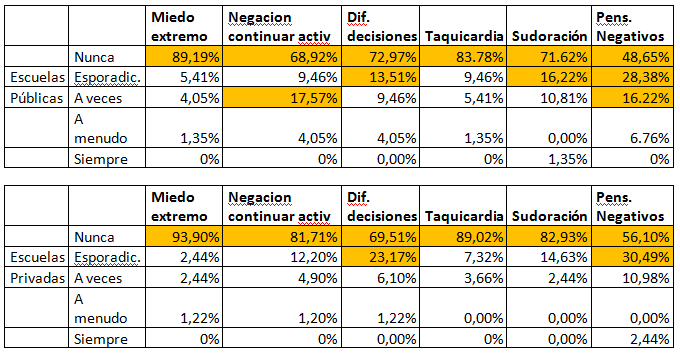 Miedo Negacion Dif. Pens.
extremo continuar activ decisiones Taquicardia Sudoración Negativos
Nunca 89,19% 68,92% 72,97% 83.78% 71.62% 48,65%
Escuelas Esporadic. 5,41% 9,46% 13,51% 9,46% 16,22% 28,38%
Públicas A veces 4,05% 17,57% 9,46% 5,41% 10,81% 16.22%
A
menudo 1,35% 4,05% 4,05% 1,35% 0,00% 6.76%
Siempre 0% 0% 0,00% 0% 1,35% 0%
Miedo Negacion Dif. Pens.
extremo continuar activ decisiones Taquicardia Sudoración Negativos
Nunca 93,90% 81,71% 69,51% 89,02% 82,93% 56,10%
Escuelas Esporadic. 2,44% 12,20% 23,17% 7,32% 14,63% 30,49%
Privadas A veces 2,44% 4,90% 6,10% 3,66% 2,44% 10,98%
A
menudo 1,22% 1,20% 1,22% 0,00% 0,00% 0,00%
Siempre 0% 0% 0,00% 0% 0% 2,44%